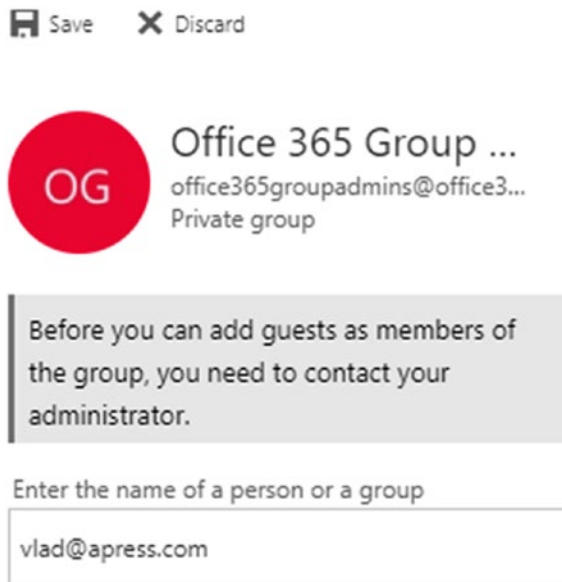 Save Discard
OG
Office 365 Group ...
office365groupadmins@office3...
Private group
Before you can add guests as members of
the group, you need to contact your
administrator.
Enter the name of a person or a group
vlad@apress.com